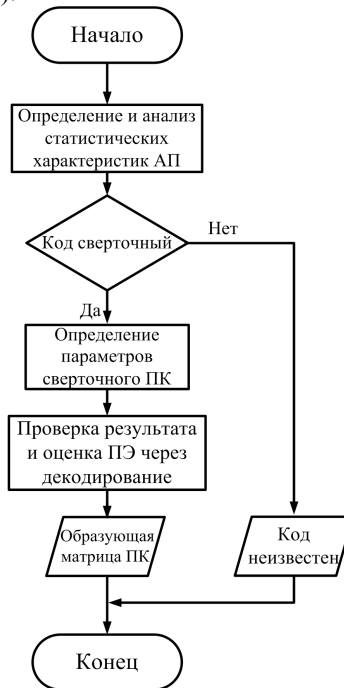 ).
Начало
Определение и анализ
статистических
характеристик АП
Код сверточный
Нет
Да
Определение
параметров
сверточного ПК
Проверка результата
и оценка ПЭ через
декодирование
Образующая
матрица ПК
Код
неизвестен
Конец